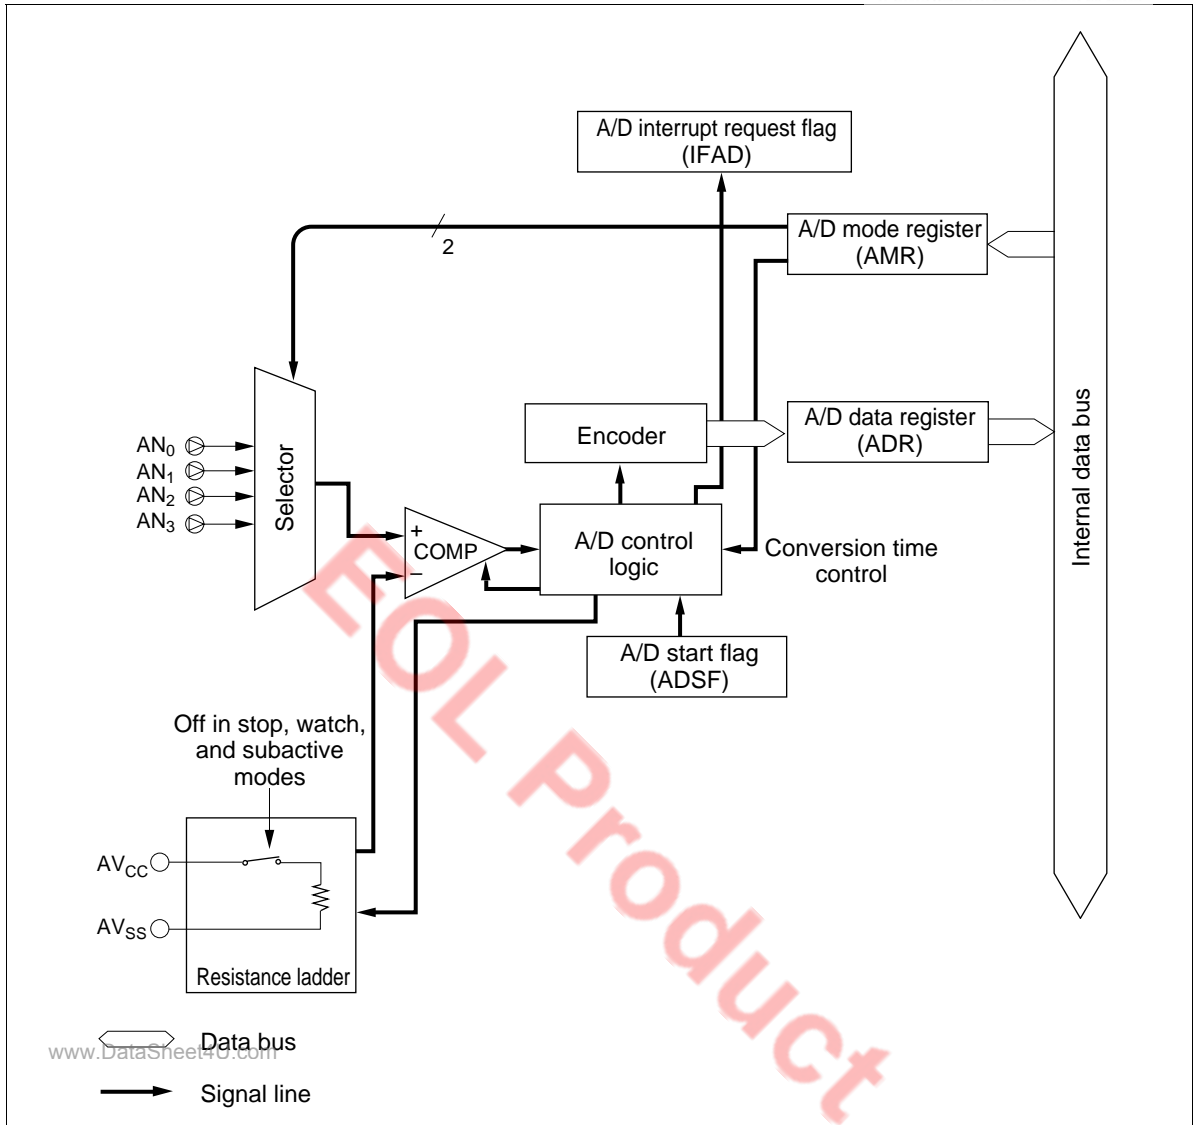 A/D interrupt request flag
(IFAD)
A/D mode register
(AMR)
2
Internal data bus
Encoder
A/D data register
(ADR)
AN0
AN1
AN2
AN3
Selector
+
COMP
−
A/D control
logic
Conversion time
control
A/D start flag
(ADSF)
Off in stop, watch,
and subactive
modes
AVCC
AVSS
Resistance ladder
Data bus
Signal line
EOL Product
www.DataSheet4U.com